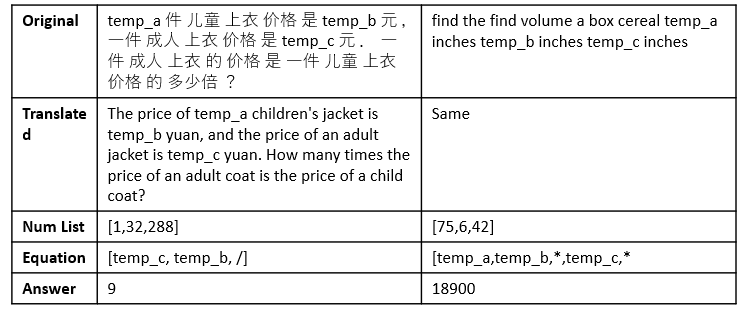 Original
temp_a 件 儿童 上衣 价格 是 temp_b 元 ,
一件 成人 上衣 价格 是 temp_c 元 . 一
件 成人 上衣 的 价格 是 一件 儿童 上衣
价格 的 多少倍 ？
find the find volume a box cereal temp_a
inches temp_b inches temp_c inches
Translate
d
The price of temp_a children's jacket is
temp_b yuan, and the price of an adult
jacket is temp_c yuan. How many times the
price of an adult coat is the price of a child
coat?
Same
Num List
[1,32,288]
[75,6,42]
Equation
[temp_c, temp_b, /]
[temp_a,temp_b,*,temp_c,*
Answer
9
18900